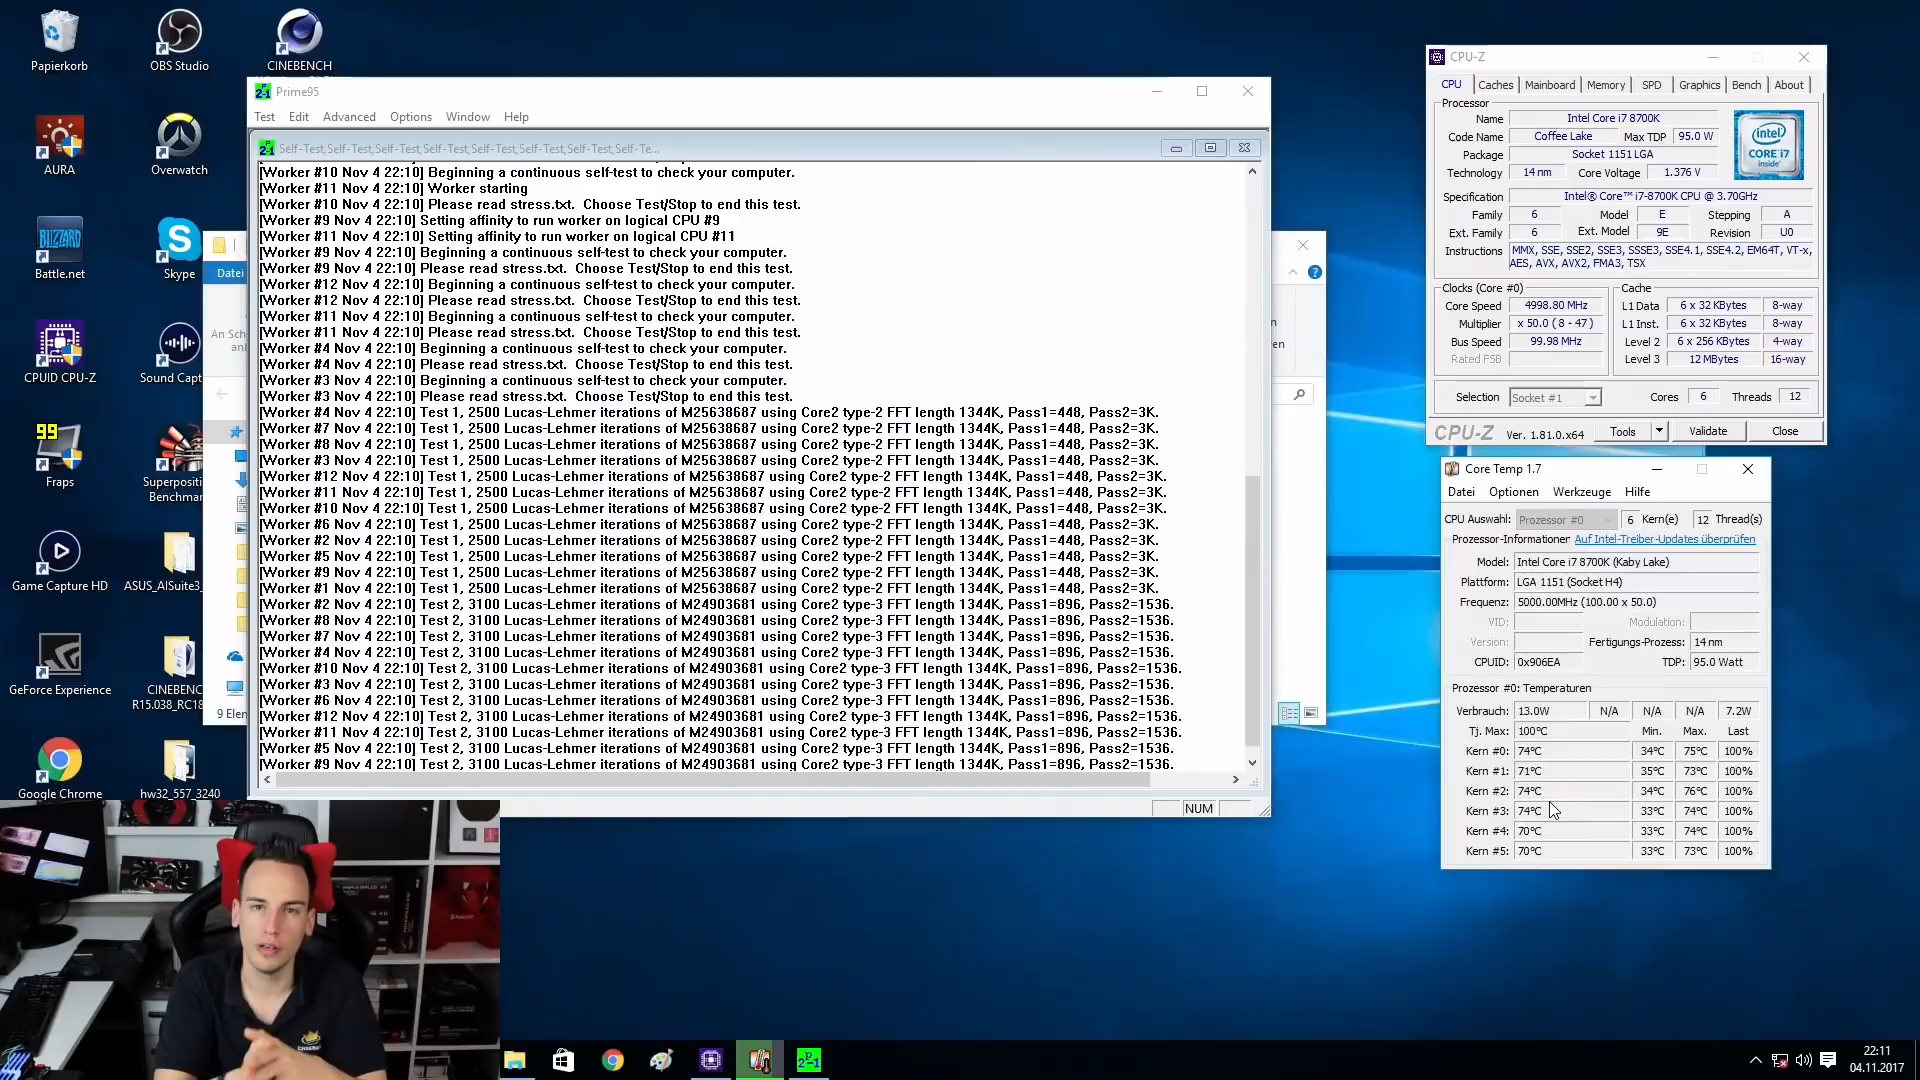 Papierkorb
OBS Studio
CINEBENCH
AURA
Overwatch
Battle.net
Skype
CPUID CPU-Z
Sound Capt
99
Fraps
Superpositi
Benchmar
Game Capture HD
ASUS_AISuite3_
GeForce Experience
CINEBENC
R15.038_RC18
Google Chrome
hw32_557_3240
Datei
An Sch
9 Elen
Prime95
Test Edit Advanced Options Window Help
Self-Test,Self-Test,Self-Test,Self-Test,Self-Test,Self-Test,Self-Test,Self-Te...
[Worker #10 Nov 4 22:10] Beginning a continuous self-test to check your computer.
[Worker #11 Nov 4 22:10] Worker starting
[Worker #10 Nov 4 22:10] Please read stress.txt.  Choose Test/Stop to end this test.
[Worker #9 Nov 4 22:10] Setting affinity to run worker on logical CPU #9
[Worker #11 Nov 4 22:10] Setting affinity to run worker on logical CPU #11
[Worker #9 Nov 4 22:10] Beginning a continuous self-test to check your computer.
[Worker #9 Nov 4 22:10] Please read stress.txt.  Choose Test/Stop to end this test.
[Worker #12 Nov 4 22:10] Beginning a continuous self-test to check your computer.
[Worker #12 Nov 4 22:10] Please read stress.txt.  Choose Test/Stop to end this test.
[Worker #11 Nov 4 22:10] Beginning a continuous self-test to check your computer.
[Worker #11 Nov 4 22:10] Please read stress.txt.  Choose Test/Stop to end this test.
[Worker #4 Nov 4 22:10] Beginning a continuous self-test to check your computer.
[Worker #4 Nov 4 22:10] Please read stress.txt.  Choose Test/Stop to end this test.
[Worker #3 Nov 4 22:10] Beginning a continuous self-test to check your computer.
[Worker #3 Nov 4 22:10] Please read stress.txt.  Choose Test/Stop to end this test.
[Worker #4 Nov 4 22:10] Test 1, 2500 Lucas-Lehmer iterations of M25638687 using Core2 type-2 FFT length 1344K, Pass1=448, Pass2=3K.
[Worker #7 Nov 4 22:10] Test 1, 2500 Lucas-Lehmer iterations of M25638687 using Core2 type-2 FFT length 1344K, Pass1=448, Pass2=3K.
[Worker #8 Nov 4 22:10] Test 1, 2500 Lucas-Lehmer iterations of M25638687 using Core2 type-2 FFT length 1344K, Pass1=448, Pass2=3K.
[Worker #3 Nov 4 22:10] Test 1, 2500 Lucas-Lehmer iterations of M25638687 using Core2 type-2 FFT length 1344K, Pass1=448, Pass2=3K.
[Worker #12 Nov 4 22:10] Test 1, 2500 Lucas-Lehmer iterations of M25638687 using Core2 type-2 FFT length 1344K, Pass1=448, Pass2=3K.
[Worker #11 Nov 4 22:10] Test 1, 2500 Lucas-Lehmer iterations of M25638687 using Core2 type-2 FFT length 1344K, Pass1=448, Pass2=3K.
[Worker #10 Nov 4 22:10] Test 1, 2500 Lucas-Lehmer iterations of M25638687 using Core2 type-2 FFT length 1344K, Pass1=448, Pass2=3K.
[Worker #6 Nov 4 22:10] Test 1, 2500 Lucas-Lehmer iterations of M25638687 using Core2 type-2 FFT length 1344K, Pass1=448, Pass2=3K.
[Worker #2 Nov 4 22:10] Test 1, 2500 Lucas-Lehmer iterations of M25638687 using Core2 type-2 FFT length 1344K, Pass1=448, Pass2=3K.
[Worker #5 Nov 4 22:10] Test 1, 2500 Lucas-Lehmer iterations of M25638687 using Core2 type-2 FFT length 1344K, Pass1=448, Pass2=3K.
[Worker #9 Nov 4 22:10] Test 1, 2500 Lucas-Lehmer iterations of M25638687 using Core2 type-2 FFT length 1344K, Pass1=448, Pass2=3K.
[Worker #1 Nov 4 22:10] Test 1, 2500 Lucas-Lehmer iterations of M25638687 using Core2 type-2 FFT length 1344K, Pass1=448, Pass2=3K.
[Worker #2 Nov 4 22:10] Test 2, 3100 Lucas-Lehmer iterations of M24903681 using Core2 type-3 FFT length 1344K, Pass1=896, Pass2=1536.
[Worker #8 Nov 4 22:10] Test 2, 3100 Lucas-Lehmer iterations of M24903681 using Core2 type-3 FFT length 1344K, Pass1=896, Pass2=1536.
[Worker #7 Nov 4 22:10] Test 2, 3100 Lucas-Lehmer iterations of M24903681 using Core2 type-3 FFT length 1344K, Pass1=896, Pass2=1536.
[Worker #4 Nov 4 22:10] Test 2, 3100 Lucas-Lehmer iterations of M24903681 using Core2 type-3 FFT length 1344K, Pass1=896, Pass2=1536.
[Worker #10 Nov 4 22:10] Test 2, 3100 Lucas-Lehmer iterations of M24903681 using Core2 type-3 FFT length 1344K, Pass1=896, Pass2=1536.
[Worker #3 Nov 4 22:10] Test 2, 3100 Lucas-Lehmer iterations of M24903681 using Core2 type-3 FFT length 1344K, Pass1=896, Pass2=1536.
[Worker #6 Nov 4 22:10] Test 2, 3100 Lucas-Lehmer iterations of M24903681 using Core2 type-3 FFT length 1344K, Pass1=896, Pass2=1536.
[Worker #12 Nov 4 22:10] Test 2, 3100 Lucas-Lehmer iterations of M24903681 using Core2 type-3 FFT length 1344K, Pass1=896, Pass2=1536.
[Worker #11 Nov 4 22:10] Test 2, 3100 Lucas-Lehmer iterations of M24903681 using Core2 type-3 FFT length 1344K, Pass1=896, Pass2=1536.
[Worker #5 Nov 4 22:10] Test 2, 3100 Lucas-Lehmer iterations of M24903681 using Core2 type-3 FFT length 1344K, Pass1=896, Pass2=1536.
[Worker #9 Nov 4 22:10] Test 2, 3100 Lucas-Lehmer iterations of M24903681 using Core2 type-3 FFT length 1344K, Pass1=896, Pass2=1536.
NUM
CPU-Z
CPU Caches Mainboard Memory SPD Graphics Bench About
Processor
Name Intel Core i7 8700K
Code Name Coffee Lake Max TDP 95.0 W
Package Socket 1151 LGA
Technology 14 nm Core Voltage 1.376 V
intel CORE i7 inside
Specification Intel® Core™ i7-8700K CPU @ 3.70GHz
Family 6 Model E Stepping A
Ext. Family 6 Ext. Model 9E Revision U0
Instructions MMX, SSE, SSE2, SSE3, SSSE3, SSE4.1, SSE4.2, EM64T, VT-x,
AES, AVX, AVX2, FMA3, TSX
Clocks (Core #0) Cache
Core Speed 4998.80 MHz L1 Data 6 x 32 KBytes 8-way
Multiplier x 50.0 ( 8 - 47 ) L1 Inst. 6 x 32 KBytes 8-way
Bus Speed 99.98 MHz Level 2 6 x 256 KBytes 4-way
Rated FSB Level 3 12 MBytes 16-way
Selection Socket #1 Cores 6 Threads 12
CPU-Z Ver. 1.81.0.x64 Tools Validate Close
Core Temp 1.7
Datei Optionen Werkzeuge Hilfe
CPU Auswahl: Prozessor #0 6 Kern(e) 12 Thread(s)
Prozessor-Informationen Auf Intel-Treiber-Updates überprüfen
Model: Intel Core i7 8700K (Kaby Lake)
Plattform: LGA 1151 (Socket H4)
Frequenz: 5000.00MHz (100.00 x 50.0)
VID: Modulation:
Version: Fertigungs-Prozess: 14 nm
CPUID: 0x906EA TDP: 95.0 Watt
Prozessor #0: Temperaturen
Verbrauch: 13.0W N/A N/A N/A 7.2W
Tj. Max: 100°C Min. Max. Last
Kern #0: 74°C 34°C 75°C 100%
Kern #1: 71°C 35°C 73°C 100%
Kern #2: 74°C 34°C 76°C 100%
Kern #3: 74°C 33°C 74°C 100%
Kern #4: 70°C 33°C 74°C 100%
Kern #5: 70°C 33°C 73°C 100%
22:11
04.11.2017